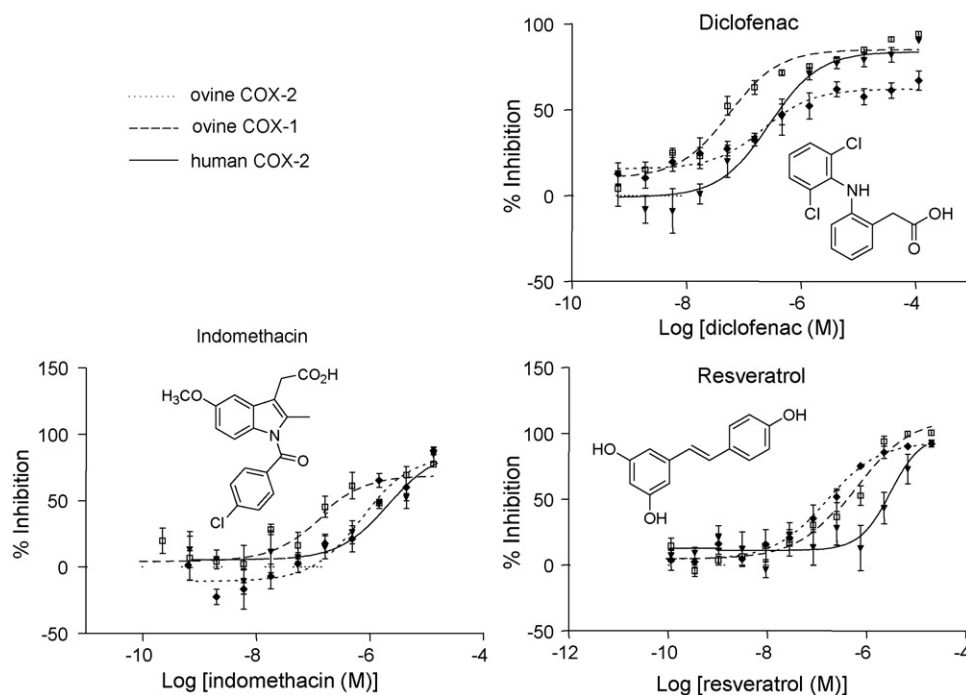 ovine COX-2
ovine COX-1
human COX-2
Diclofenac
% Inhibition
100
50
0
-50
-10
-8
-6
-4
Log [diclofenac (M)]
Cl
NH
Cl
OH
O
Indomethacin
% Inhibition
150
100
50
0
-50
-10
-8
-6
-4
Log [indomethacin (M)]
CO2H
H3CO
N
O
Cl
Resveratrol
% Inhibition
150
100
50
0
-50
-12
-10
-8
-6
-4
Log [resveratrol (M)]
OH
HO
OH